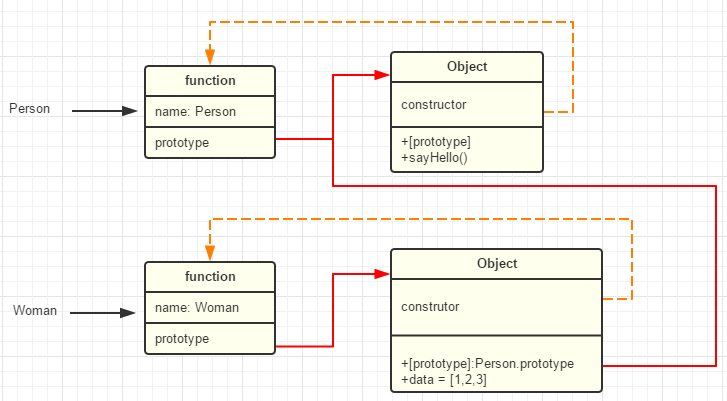 function
Object
name: Person
constructor
Person
prototype
+[prototype]
+sayHello()
function
Object
name: Woman
construtor
Woman
prototype
+[prototype]:Person.prototype
+data = [1,2,3]